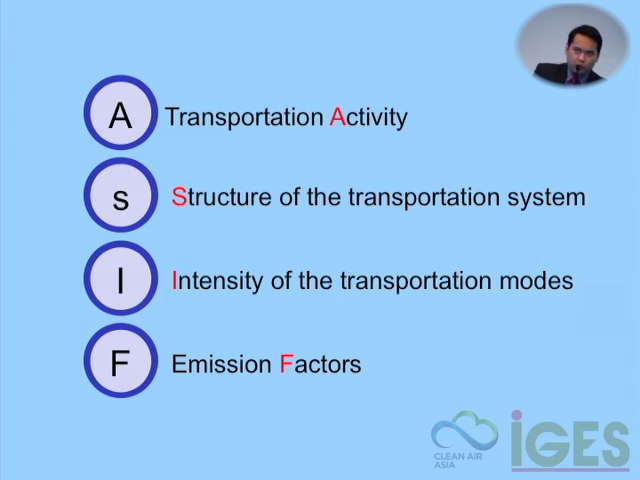 A Transportation Activity
s Structure of the transportation system
I Intensity of the transportation modes
F Emission Factors
CLEAN AIR
ASIA
iGES